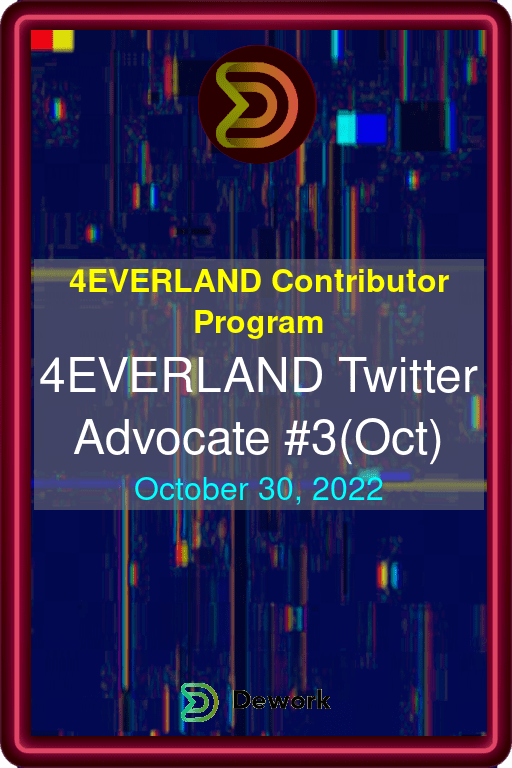 4EVERLAND Contributor
Program
4EVERLAND Twitter
Advocate #3(Oct)
October 30, 2022
Dework